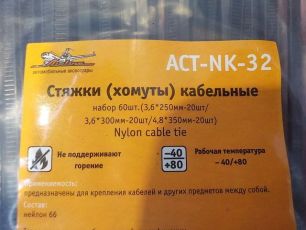 автомобильные аксессуары
ACT-NK-32
Стяжки (хомуты) кабельные
набор 60шт.(3,6*250мм-20шт/
3,6*300мм-20шт/4,8*350мм-20шт)
Nylon cable tie
Не поддерживают
горение
–40
+80
Рабочая температура
– 40/+80
Применяемость:
предназначены для крепления кабелей и других предметов между собой.
Состав:
нейлон 66